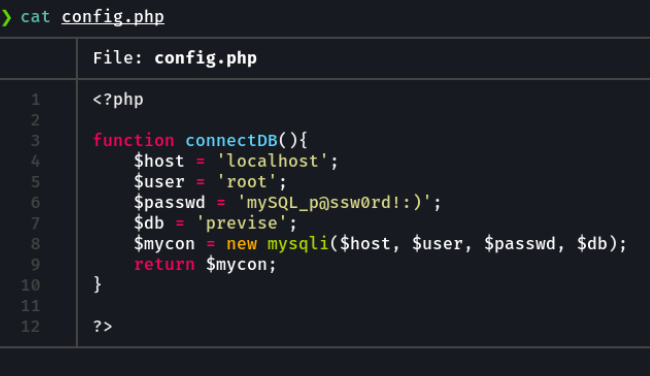 ❯ cat config.php
File: config.php
1 <?php
2
3 function connectDB(){
4     $host = 'localhost';
5     $user = 'root';
6     $passwd = 'mySQL_p@ssw0rd!:)';
7     $db = 'previse';
8     $mycon = new mysqli($host, $user, $passwd, $db);
9     return $mycon;
10 }
11
12 ?>